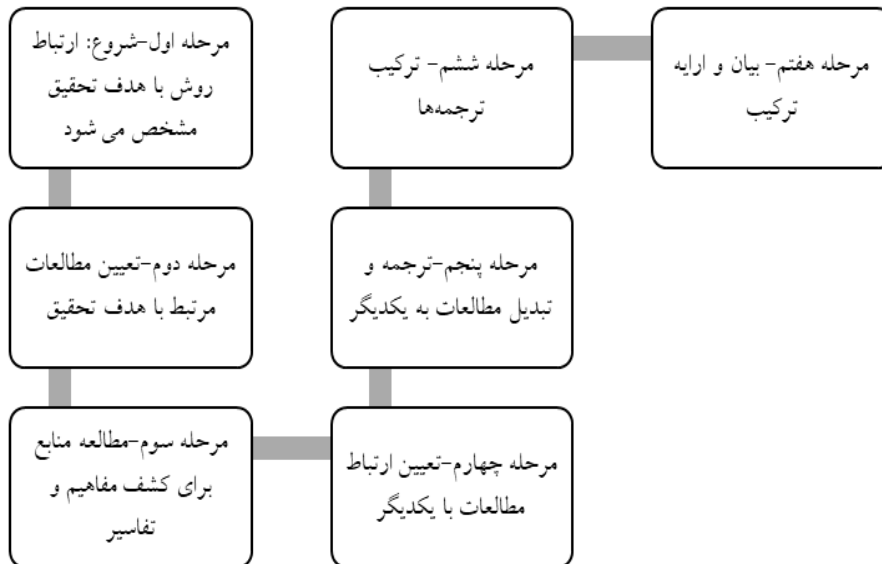 مرحله اول-شروع: ارتباط
روش با هدف تحقیق
مشخص می شود
مرحله دوم-تعیین مطالعات
مرتبط با هدف تحقیق
مرحله سوم-مطالعه منابع
برای کشف مفاهیم و
تفاسیر
مرحله چهارم-تعیین ارتباط
مطالعات با یکدیگر
مرحله پنجم-ترجمه و
تبدیل مطالعات به یکدیگر
مرحله ششم- ترکیب
ترجمه‌ها
مرحله هفتم- بیان و ارایه
ترکیب